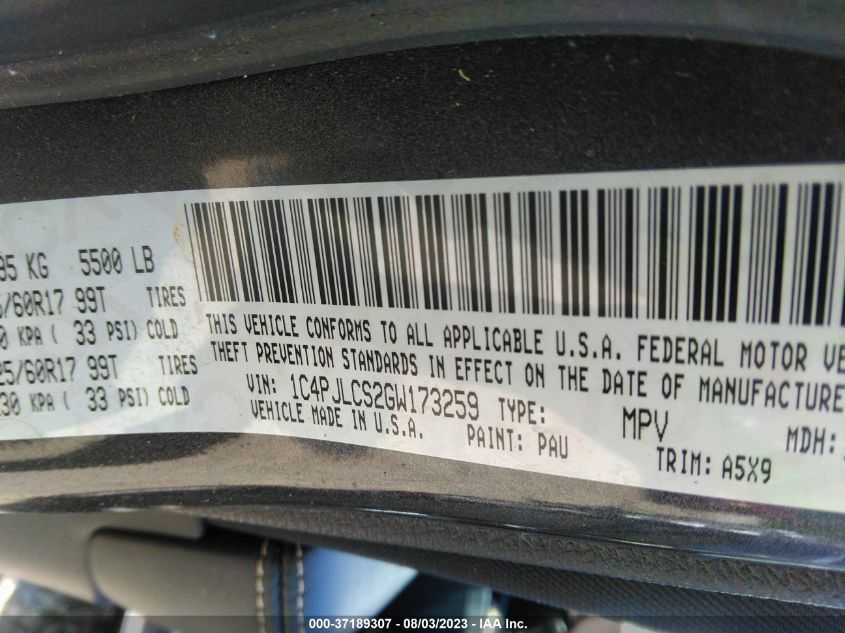 95 KG 5500 LB
/60R17 99T TIRES
0 KPA ( 33 PSI) COLD
25/60R17 99T TIRES
230 KPA ( 33 PSI) COLD
THIS VEHICLE CONFORMS TO ALL APPLICABLE U.S.A. FEDERAL MOTOR VE
THEFT PREVENTION STANDARDS IN EFFECT ON THE DATE OF MANUFACTURE
VIN: 1C4PJLCS2GW173259 TYPE: MPV MDH:
VEHICLE MADE IN U.S.A. PAINT: PAU TRIM: A5X9
000-37189307 - 08/03/2023 - IAA Inc.